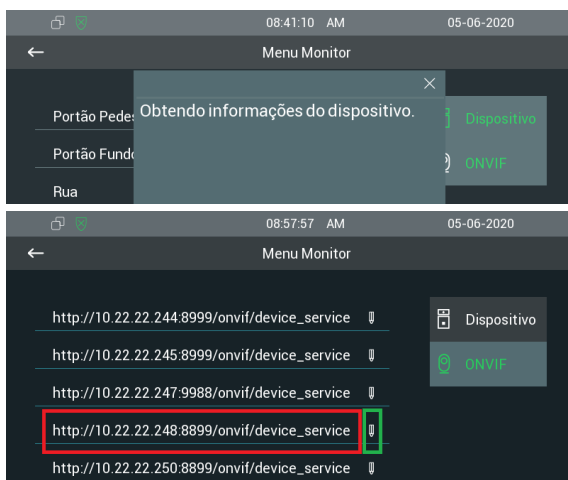 08:41:10 AM 05-06-2020
Menu Monitor
Obtendo informações do dispositivo.
Portão Pede
Dispositivo
Portão Fund
ONVIF
Rua
08:57:57 AM 05-06-2020
Menu Monitor
http://10.22.22.244:8999/onvif/device_service
Dispositivo
http://10.22.22.245:8999/onvif/device_service
ONVIF
http://10.22.22.247:9988/onvif/device_service
http://10.22.22.248:8899/onvif/device_service
http://10.22.22.250:8899/onvif/device_service